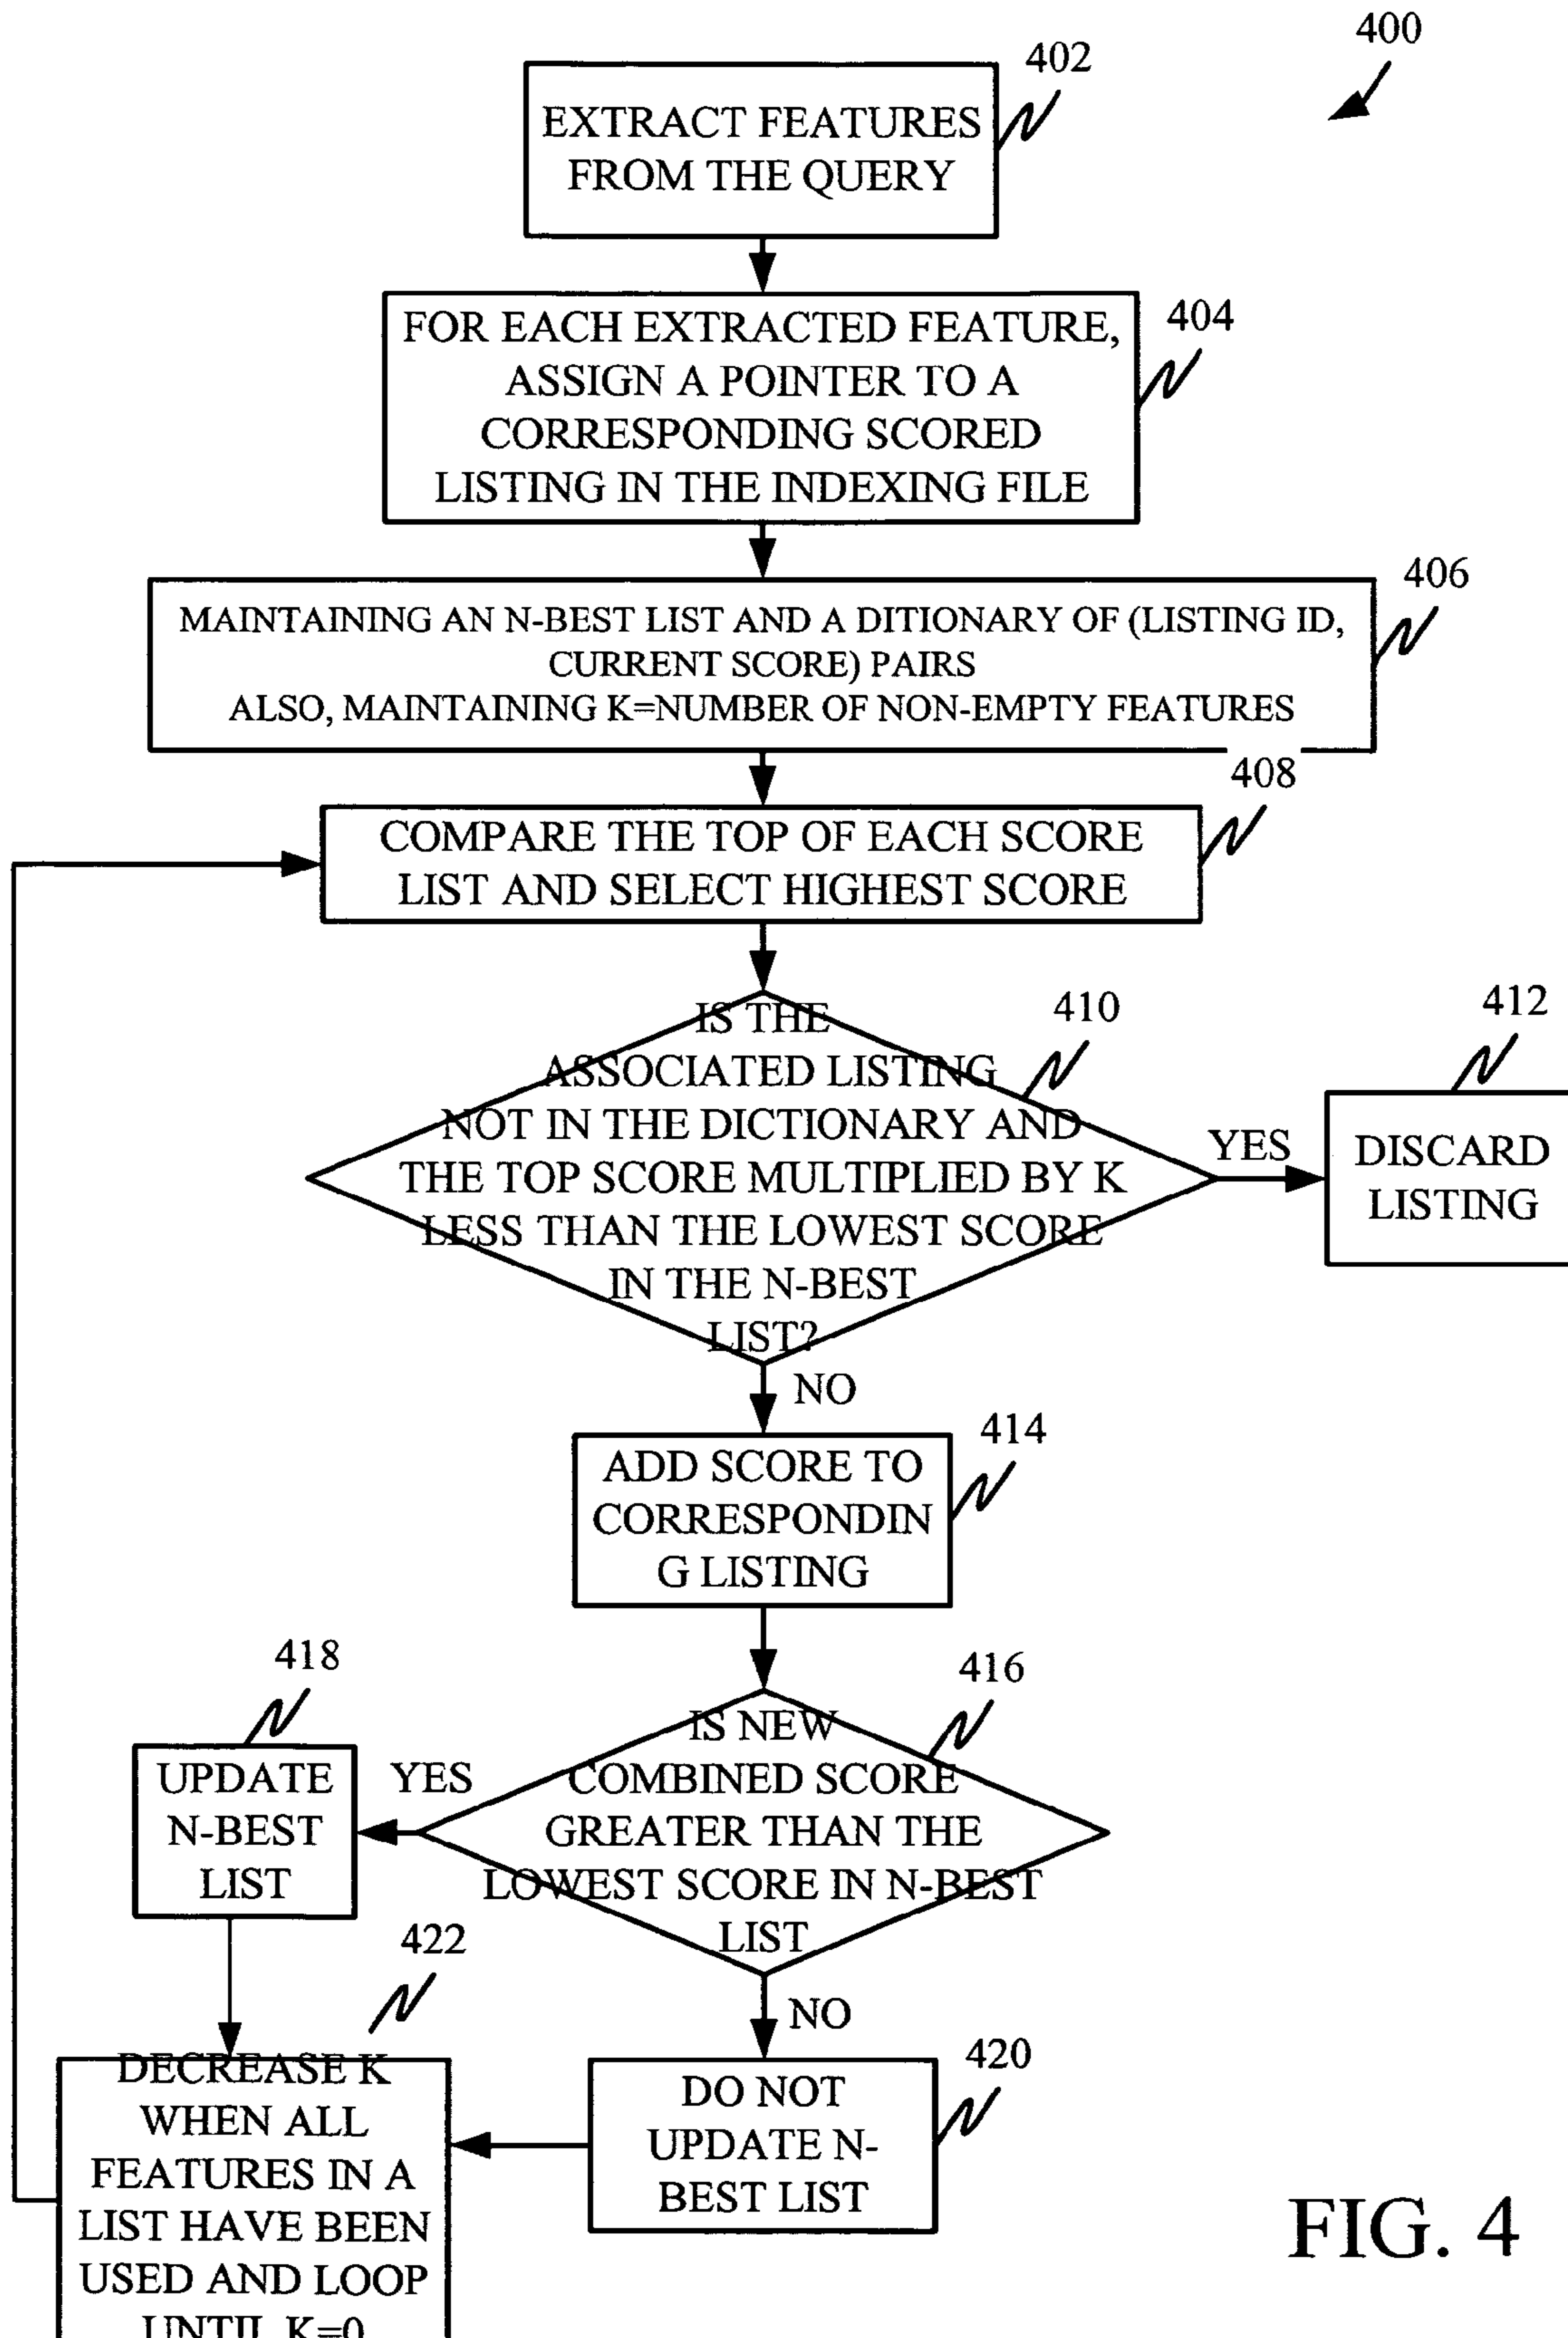 400
402
EXTRACT FEATURES
FROM THE QUERY
404
FOR EACH EXTRACTED FEATURE,
ASSIGN A POINTER TO A
CORRESPONDING SCORED
LISTING IN THE INDEXING FILE
406
MAINTAINING AN N-BEST LIST AND A DITIONARY OF (LISTING ID,
CURRENT SCORE) PAIRS
ALSO, MAINTAINING K=NUMBER OF NON-EMPTY FEATURES
408
COMPARE THE TOP OF EACH SCORE
LIST AND SELECT HIGHEST SCORE
410
IS THE
ASSOCIATED LISTING
NOT IN THE DICTIONARY AND
THE TOP SCORE MULTIPLIED BY K
LESS THAN THE LOWEST SCORE
IN THE N-BEST
LIST?
YES
412
DISCARD
LISTING
NO
414
ADD SCORE TO
CORRESPONDIN
G LISTING
416
IS NEW
COMBINED SCORE
GREATER THAN THE
LOWEST SCORE IN N-BEST
LIST
YES
418
UPDATE
N-BEST
LIST
NO
420
DO NOT
UPDATE N-
BEST LIST
422
DECREASE K
WHEN ALL
FEATURES IN A
LIST HAVE BEEN
USED AND LOOP
UNTIL K=0
FIG. 4